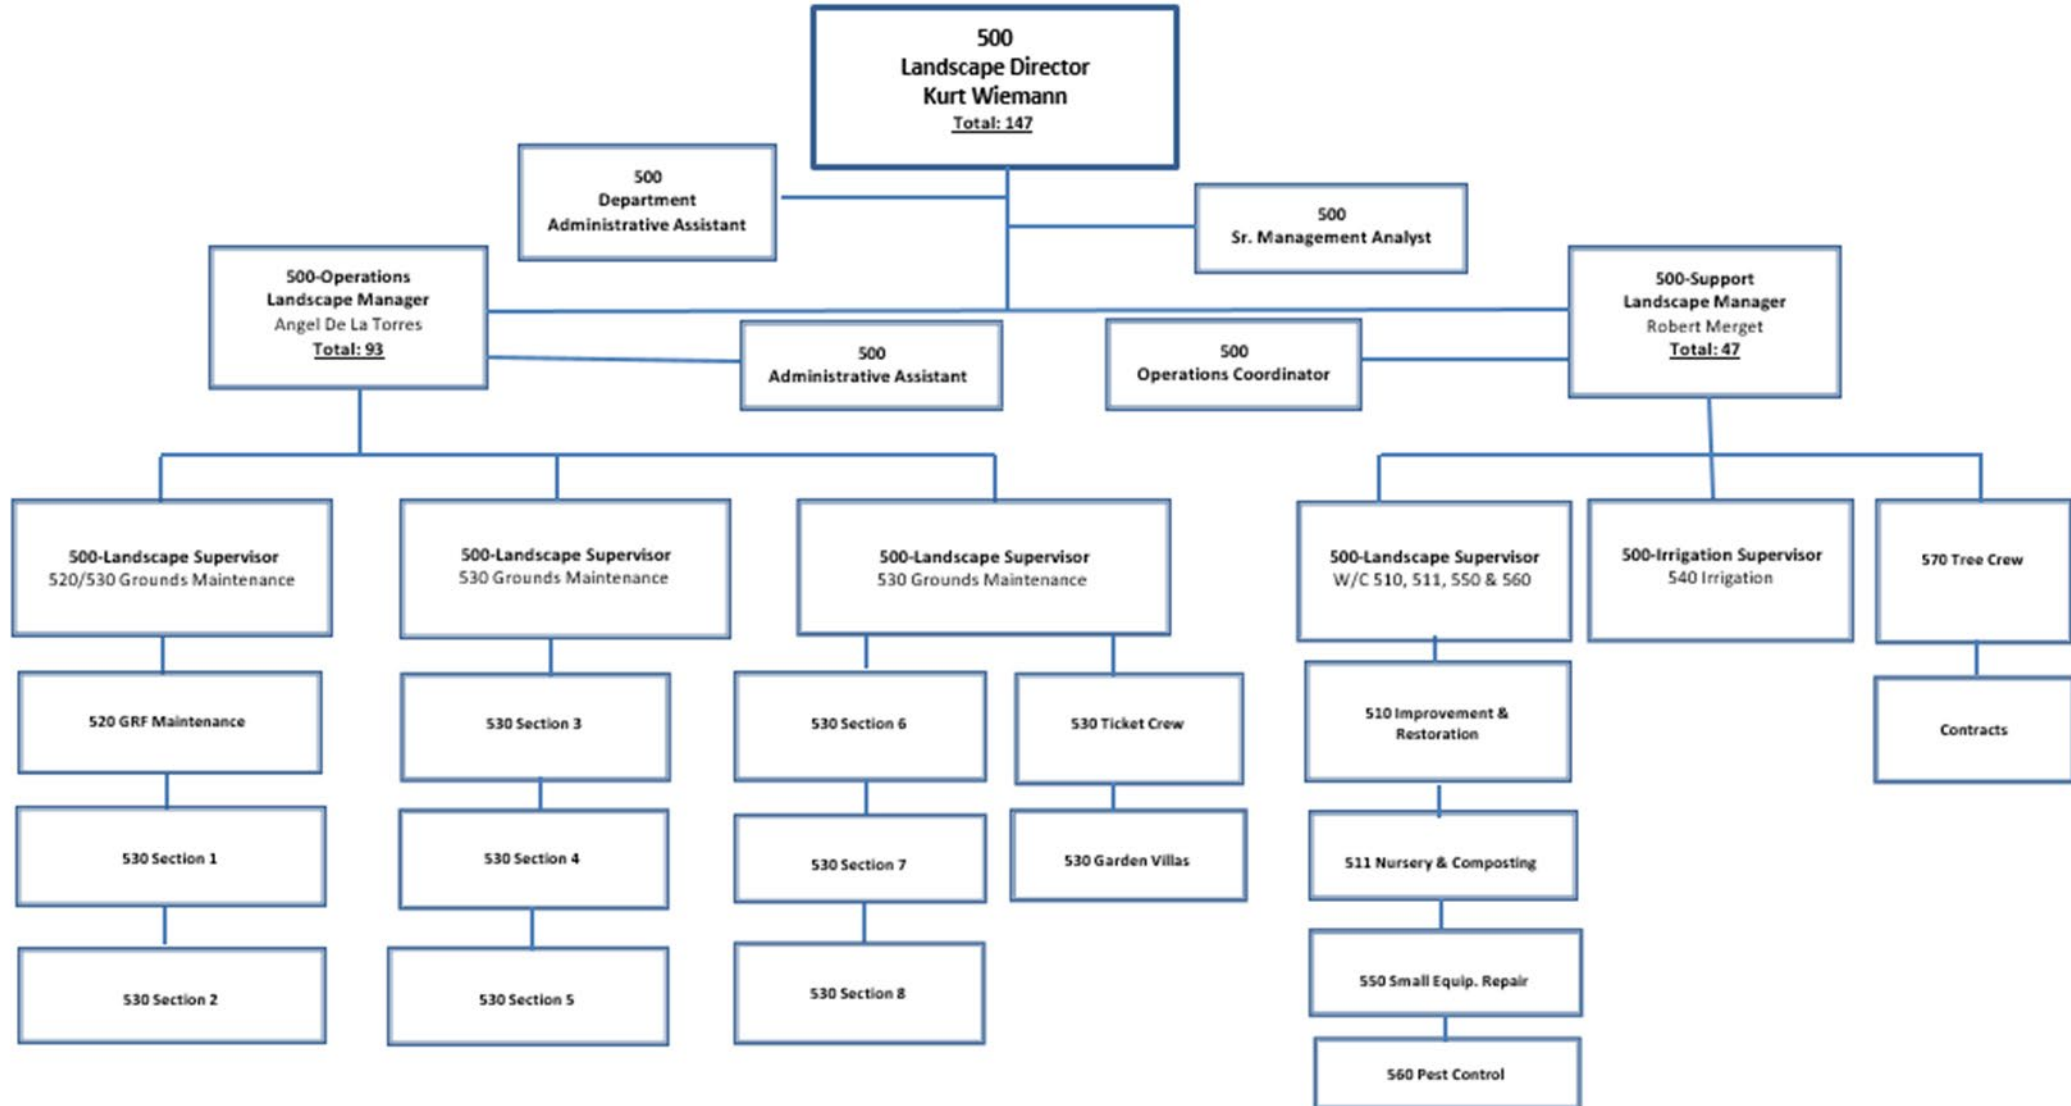 500
Landscape Director
Kurt Wiemann
Total: 147
500
Department
Administrative Assistant
500
Sr. Management Analyst
500-Operations
Landscape Manager
Angel De La Torres
Total: 93
500-Support
Landscape Manager
Robert Merget
Total: 47
500
Administrative Assistant
500
Operations Coordinator
500-Landscape Supervisor
520/530 Grounds Maintenance
500-Landscape Supervisor
530 Grounds Maintenance
500-Landscape Supervisor
530 Grounds Maintenance
500-Landscape Supervisor
W/C 510, 511, 550 & 560
500-Irrigation Supervisor
540 Irrigation
570 Tree Crew
520 GRF Maintenance
530 Section 3
530 Section 6
530 Ticket Crew
510 Improvement &
Restoration
Contracts
530 Section 1
530 Section 4
530 Section 7
530 Garden Villas
511 Nursery & Composting
530 Section 2
530 Section 5
530 Section 8
550 Small Equip. Repair
560 Pest Control